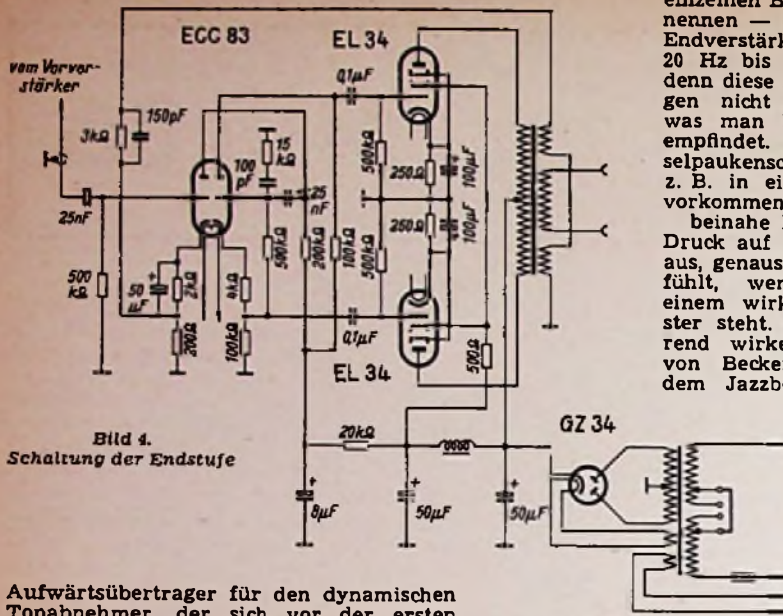 ECC 83
EL 34
vom Vorver-
stärker
0,1µF
150pF
3kΩ
15
kΩ
100
pF
500kΩ
250Ω
100µF
25nF
25
nF
500kΩ
200kΩ
100kΩ
250Ω
100µF
500
kΩ
50
µF
2kΩ
4kΩ
500kΩ
200Ω
100kΩ
0,1µF
500Ω
EL 34
Bild 4.
Schaltung der Endstufe
20kΩ
8µF
50µF
50µF
GZ 34
Aufwärtsübertrager für den dynamischen
Tonabnehmer, der sich vor der ersten
einzelnen B
nennen —
Endverstärk
20 Hz bis
denn diese
gen nicht
was man
empfindet.
selpaukensch
z. B. in ei
vorkommen
beinahe
Druck auf
aus, genaus
fühlt, wer
einem wirk
ster steht.
rend wirke
von Becke
dem Jazzb